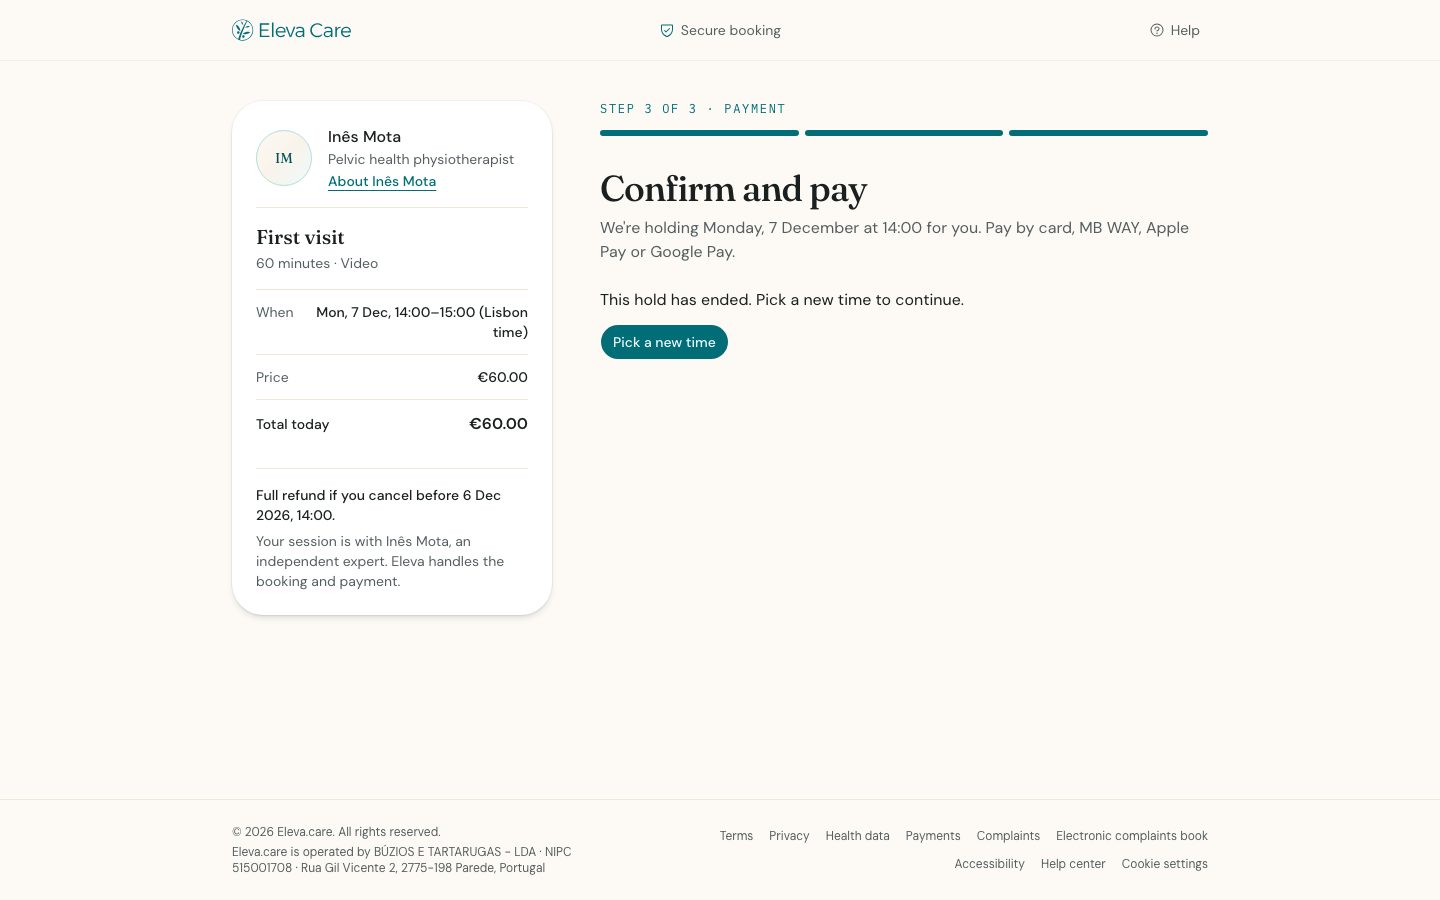 Eleva Care
Secure booking
Help
IM
Inês Mota
Pelvic health physiotherapist
About Inês Mota
First visit
60 minutes · Video
When
Mon, 7 Dec, 14:00–15:00 (Lisbon
time)
Price
€60.00
Total today
€60.00
Full refund if you cancel before 6 Dec
2026, 14:00.
Your session is with Inês Mota, an
independent expert. Eleva handles the
booking and payment.
STEP 3 OF 3 · PAYMENT
Confirm and pay
We're holding Monday, 7 December at 14:00 for you. Pay by card, MB WAY, Apple
Pay or Google Pay.
This hold has ended. Pick a new time to continue.
Pick a new time
© 2026 Eleva.care. All rights reserved.
Eleva.care is operated by BÚZIOS E TARTARUGAS - LDA · NIPC
515001708 · Rua Gil Vicente 2, 2775-198 Parede, Portugal
Terms Privacy Health data Payments Complaints Electronic complaints book
Accessibility Help center Cookie settings